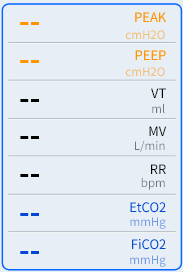 PEAK
-- cmH2O
PEEP
-- cmH2O
VT
-- ml
MV
-- L/min
RR
-- bpm
EtCO2
-- mmHg
FiCO2
-- mmHg